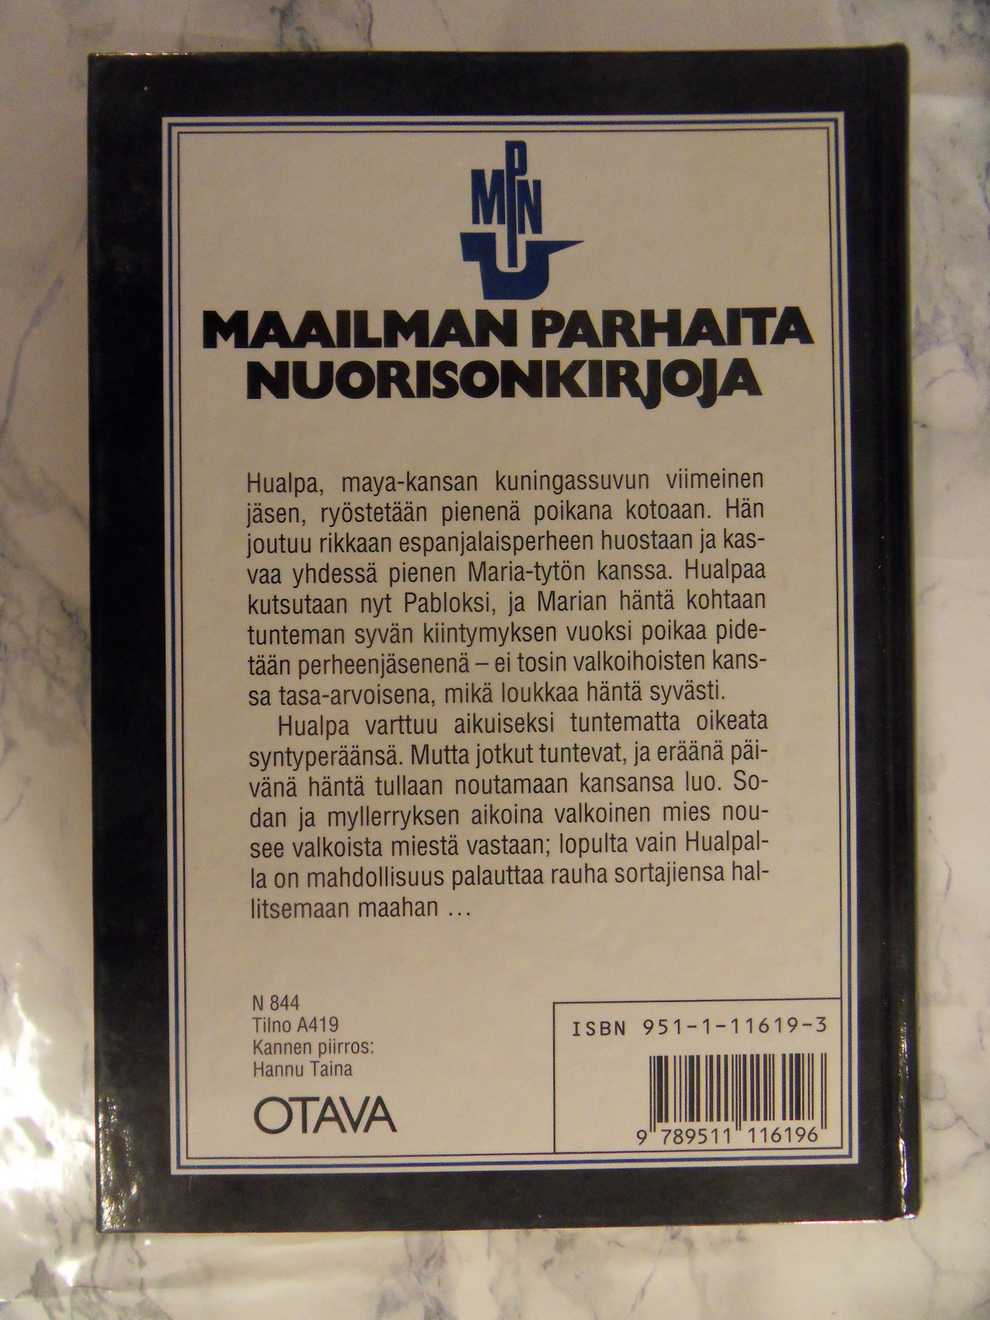 MPN
MAAILMAN PARHAITA
NUORISONKIRJOJA
Hualpa, maya-kansan kuningassuvun viimeinen
jäsen, ryöstetään pienenä poikana kotoaan. Hän
joutuu rikkaan espanjalaisperheen huostaan ja kas-
vaa yhdessä pienen Maria-tytön kanssa. Hualpaa
kutsutaan nyt Pabloksi, ja Marian häntä kohtaan
tunteman syvän kiintymyksen vuoksi poikaa pide-
tään perheenjäsenenä – ei tosin valkoihoisten kans-
sa tasa-arvoisena, mikä loukkaa häntä syvästi.
Hualpa varttuu aikuiseksi tuntematta oikeata
syntyperäänsä. Mutta jotkut tuntevat, ja eräänä päi-
vänä häntä tullaan noutamaan kansansa luo. So-
dan ja myllerryksen aikoina valkoinen mies nou-
see valkoista miestä vastaan; lopulta vain Hualpal-
la on mahdollisuus palauttaa rauha sortajiensa hal-
litsemaan maahan ...
N 844
Tilno A419
Kannen piirros:
Hannu Taina
OTAVA
ISBN 951-1-11619-3
9 789511 116196